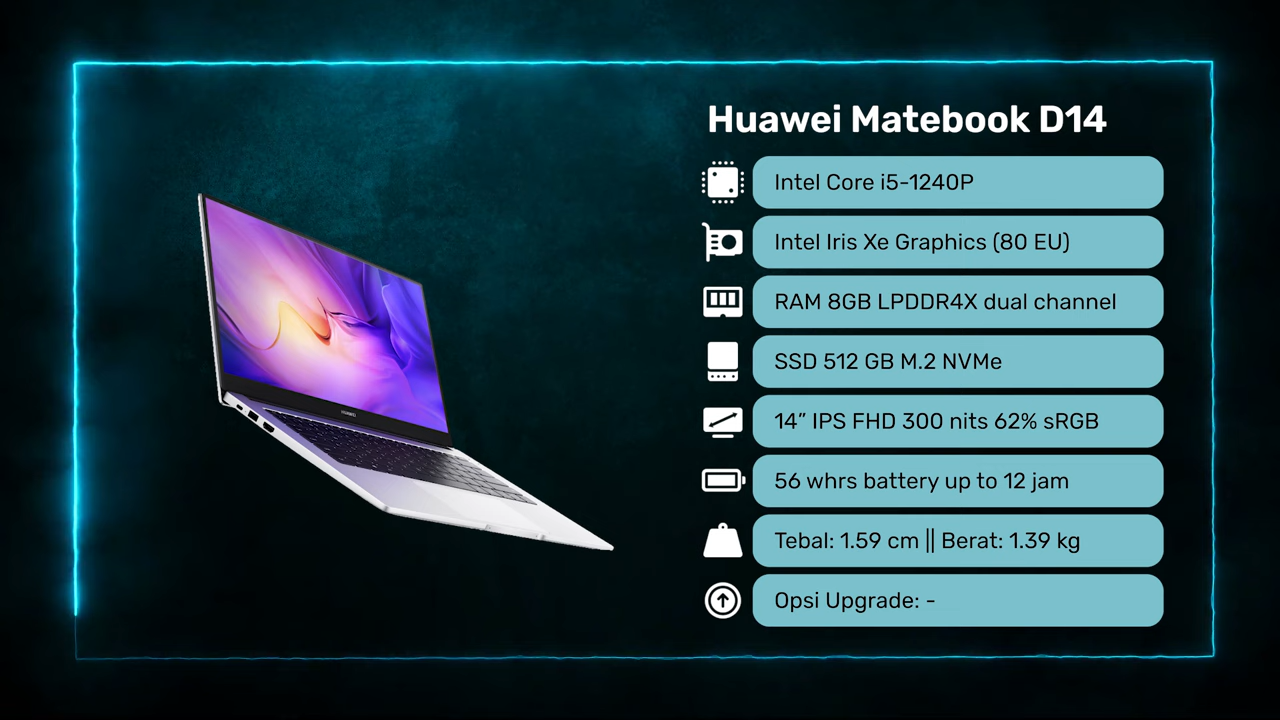 Huawei Matebook D14
Intel Core i5-1240P
Intel Iris Xe Graphics (80 EU)
RAM 8GB LPDDR4X dual channel
SSD 512 GB M.2 NVMe
14” IPS FHD 300 nits 62% sRGB
56 whrs battery up to 12 jam
Tebal: 1.59 cm || Berat: 1.39 kg
Opsi Upgrade: -
HUAWEI